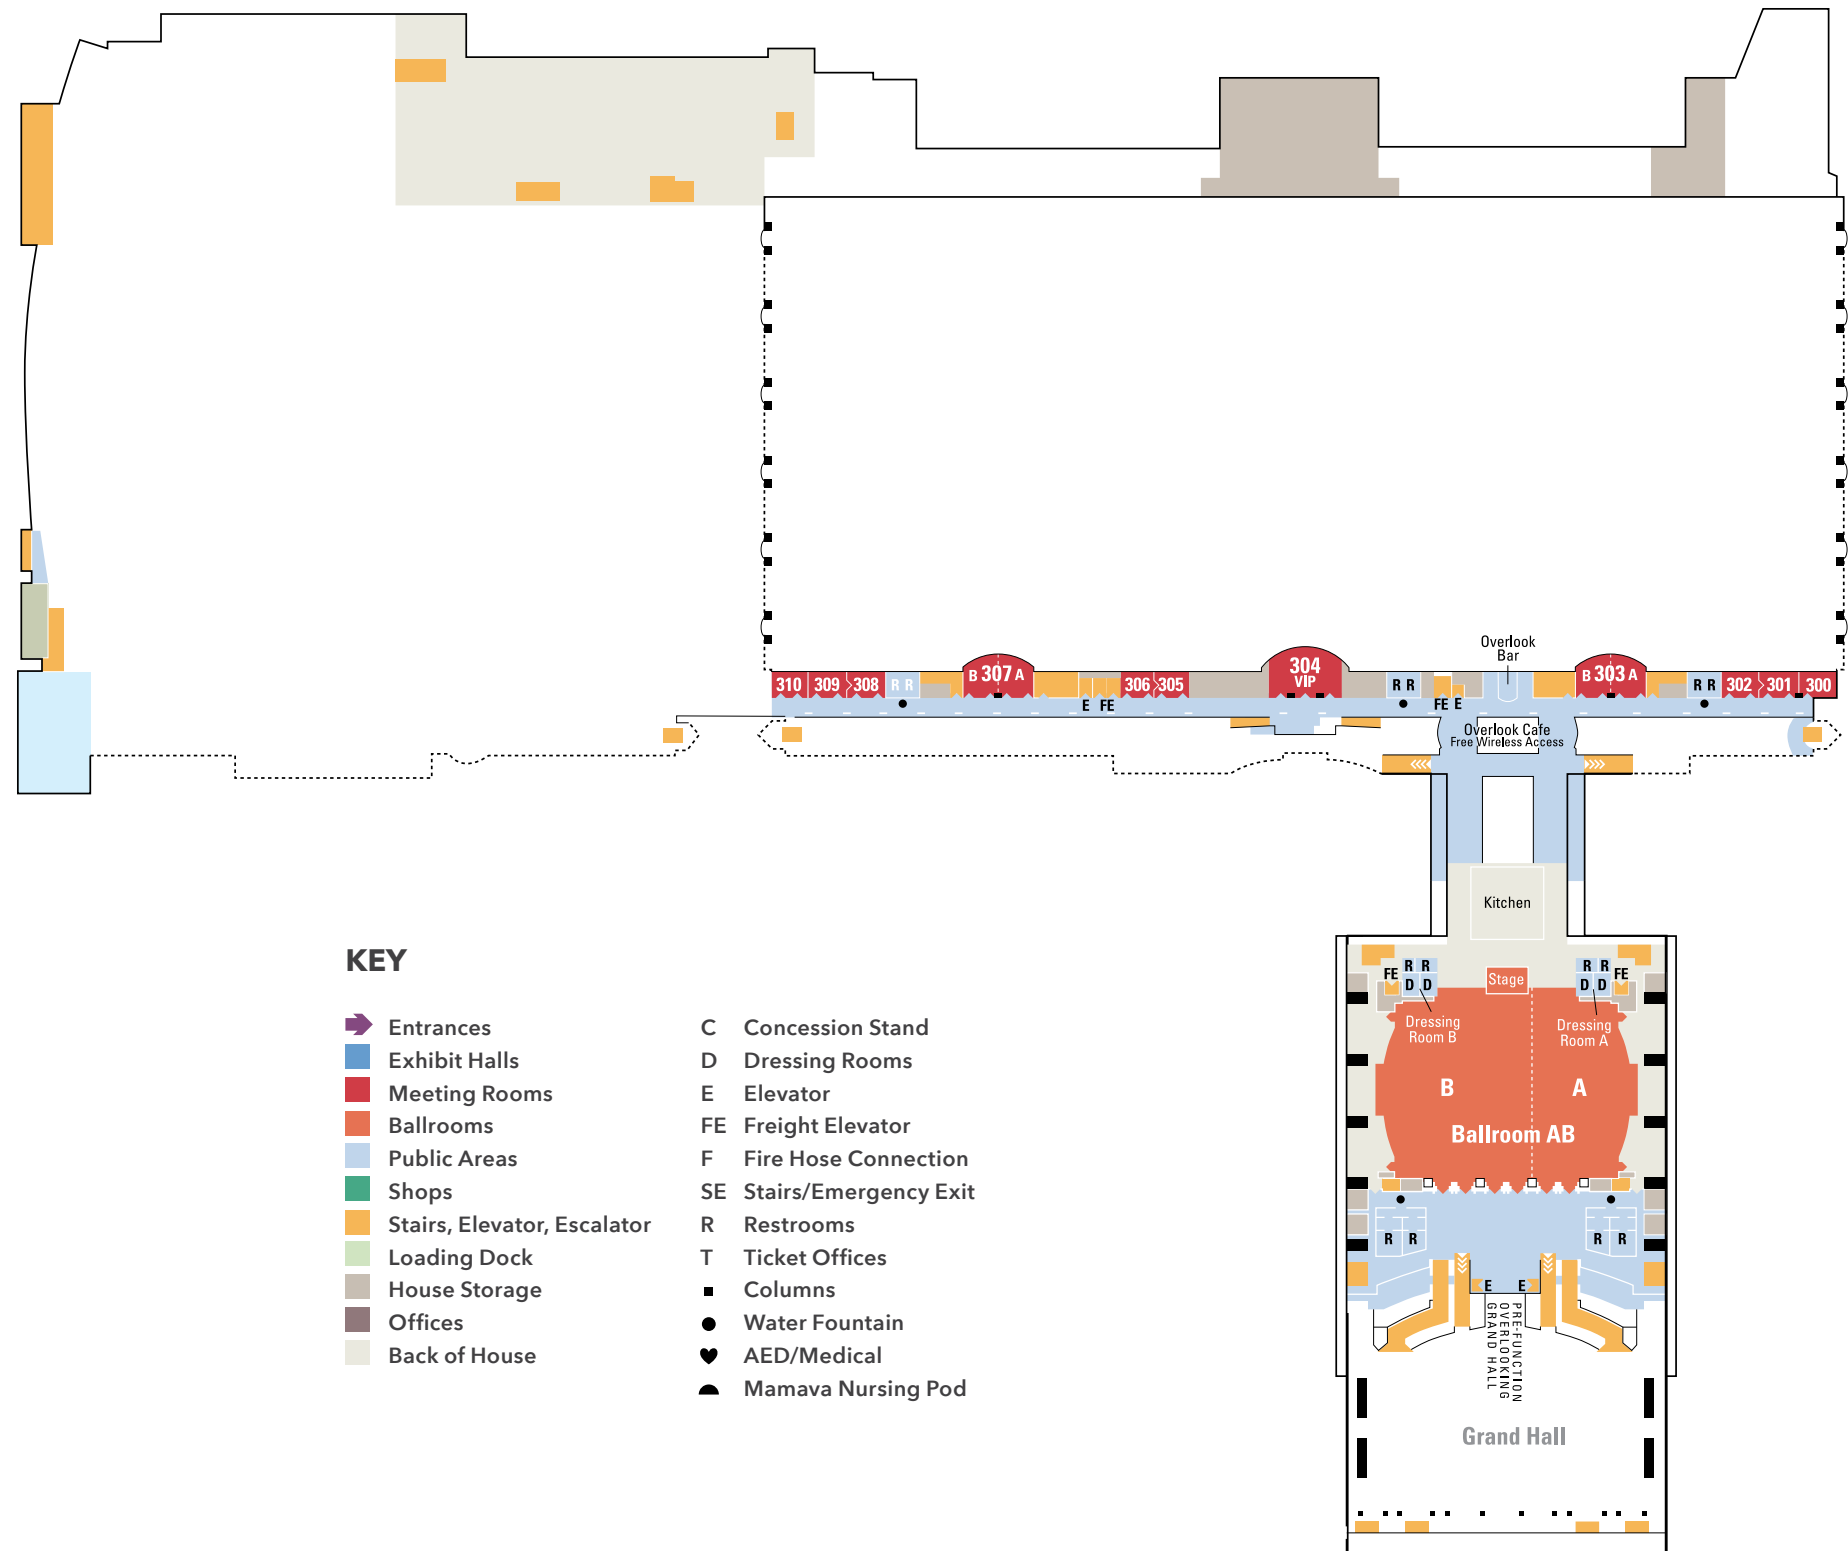 Overlook
Bar
310
309
308
R R
B 307 A
E
FE
306
305
304
VIP
R R
FE
E
B 303 A
R R
302
301
300
Overlook Cafe
Free Wireless Access
Kitchen
Stage
FE
R R
D D
R R
D D
FE
Dressing
Room B
Dressing
Room A
B
A
Ballroom AB
R R
R R
E
E
PRE-FUNCTION
OVERLOOKING
GRAND HALL
Grand Hall
KEY
Entrances
Exhibit Halls
Meeting Rooms
Ballrooms
Public Areas
Shops
Stairs, Elevator, Escalator
Loading Dock
House Storage
Offices
Back of House
C Concession Stand
D Dressing Rooms
E Elevator
FE Freight Elevator
F Fire Hose Connection
SE Stairs/Emergency Exit
R Restrooms
T Ticket Offices
Columns
Water Fountain
AED/Medical
Mamava Nursing Pod